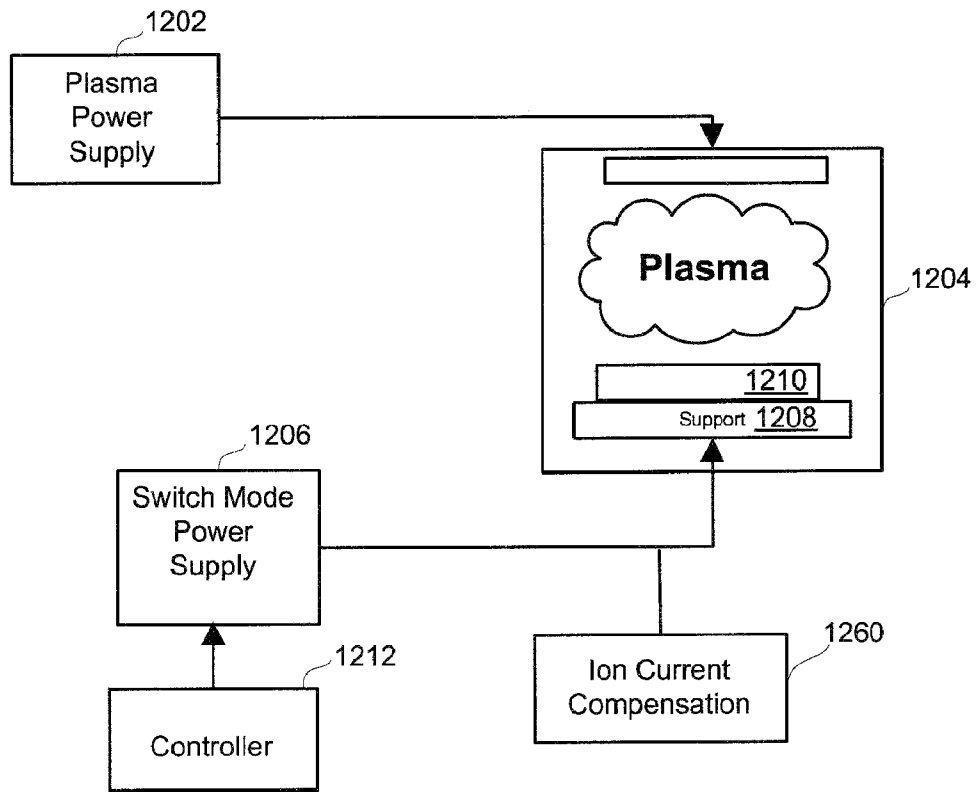 1202
Plasma
Power
Supply
Plasma
1204
1210
Support 1208
1206
Switch Mode
Power
Supply
1212
Controller
1260
Ion Current
Compensation